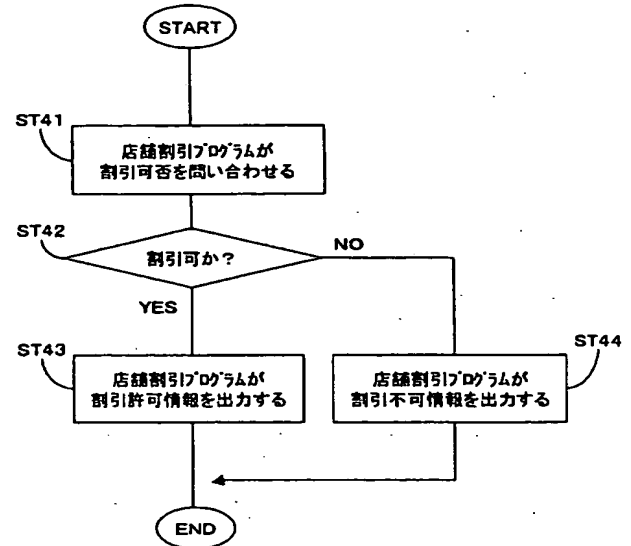 START
ST41
店舗割引ﾌﾟﾛｸﾞﾗﾑが
割引可否を問い合わせる
ST42
割引可か？
NO
YES
ST43
店舗割引ﾌﾟﾛｸﾞﾗﾑが
割引許可情報を出力する
ST44
店舗割引ﾌﾟﾛｸﾞﾗﾑが
割引不可情報を出力する
END